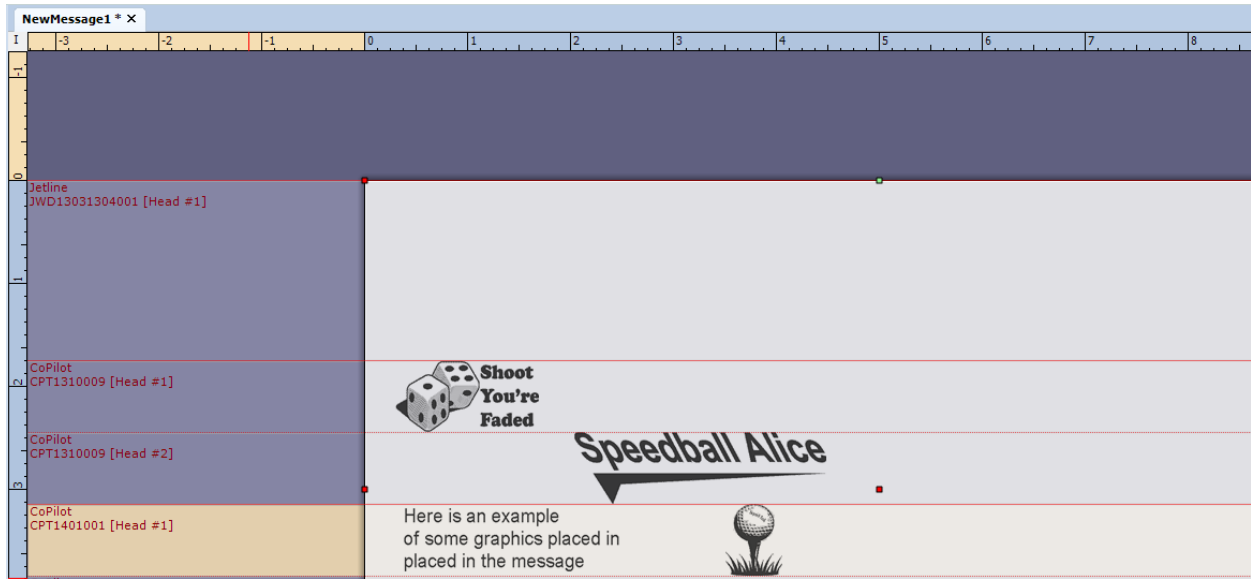 NewMessage1 * X
I -3 -2 -1 0 1 2 3 4 5 6 7 8
-1
0
Jetline
JWD13031304001 [Head #1]
1
CoPilot
CPT1310009 [Head #1]
2
Shoot
You're
Faded
CoPilot
CPT1310009 [Head #2]
Speedball Alice
3
CoPilot
CPT1401001 [Head #1]
Here is an example
of some graphics placed in
placed in the message